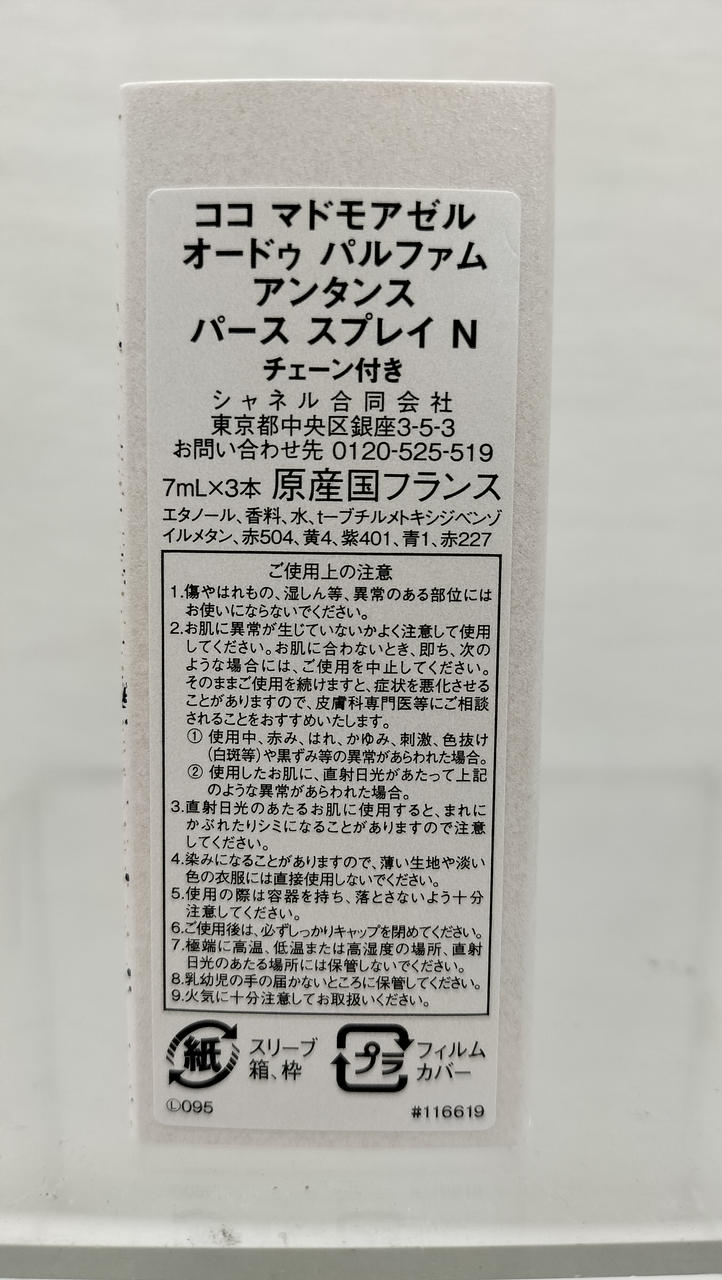 ココ マドモアゼル
オードゥ パルファム
アンタンス
パース スプレイ N
チェーン付き
シャネル合同会社
東京都中央区銀座3-5-3
お問い合わせ先 0120-525-519
7mL×3本 原産国フランス
エタノール、香料、水、t-ブチルメトキシジベンゾ
イルメタン、赤504、黄4、紫401、青1、赤227
ご使用上の注意
1.傷やはれもの、湿しん等、異常のある部位には
お使いにならないでください。
2.お肌に異常が生じていないかよく注意して使用
してください。お肌に合わないとき、即ち、次の
ような場合には、ご使用を中止してください。
そのままご使用を続けますと、症状を悪化させる
ことがありますので、皮膚科専門医等にご相談
されることをおすすめいたします。
① 使用中、赤み、はれ、かゆみ、刺激、色抜け
(白斑等)や黒ずみ等の異常があらわれた場合。
② 使用したお肌に、直射日光があたって上記
のような異常があらわれた場合。
3.直射日光のあたるお肌に使用すると、まれに
かぶれたりシミになることがありますので注意
してください。
4.染みになることがありますので、薄い生地や淡い
色の衣服には直接使用しないでください。
5.使用の際は容器を持ち、落とさないよう十分
注意してください。
6.ご使用後は、必ずしっかりキャップを閉めてください。
7.極端に高温、低温または高湿度の場所、直射
日光のあたる場所には保管しないでください。
8.乳幼児の手の届かないところに保管してください。
9.火気に十分注意してお取扱いください。
紙 スリーブ プラ フィルム
箱、枠 カバー
Ⓛ095 #116619